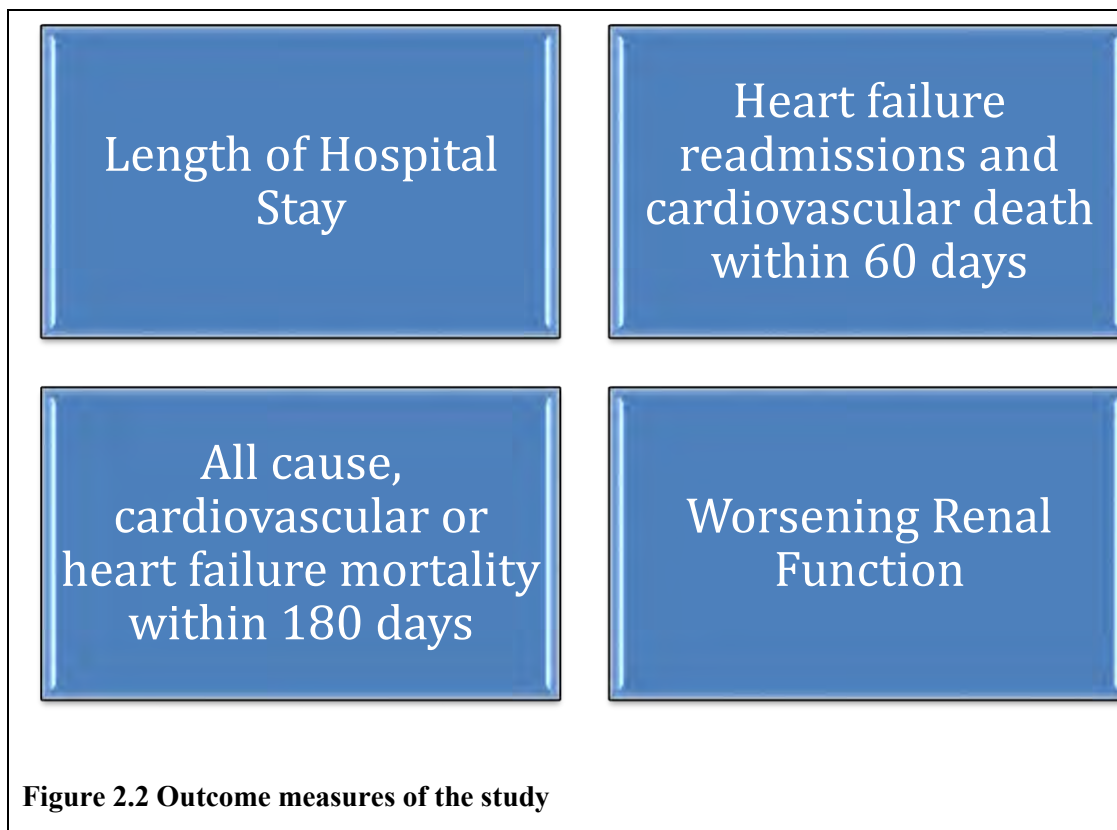 Length of Hospital
Stay
Heart failure
readmissions and
cardiovascular death
within 60 days
All cause,
cardiovascular or
heart failure mortality
within 180 days
Worsening Renal
Function
Figure 2.2 Outcome measures of the study